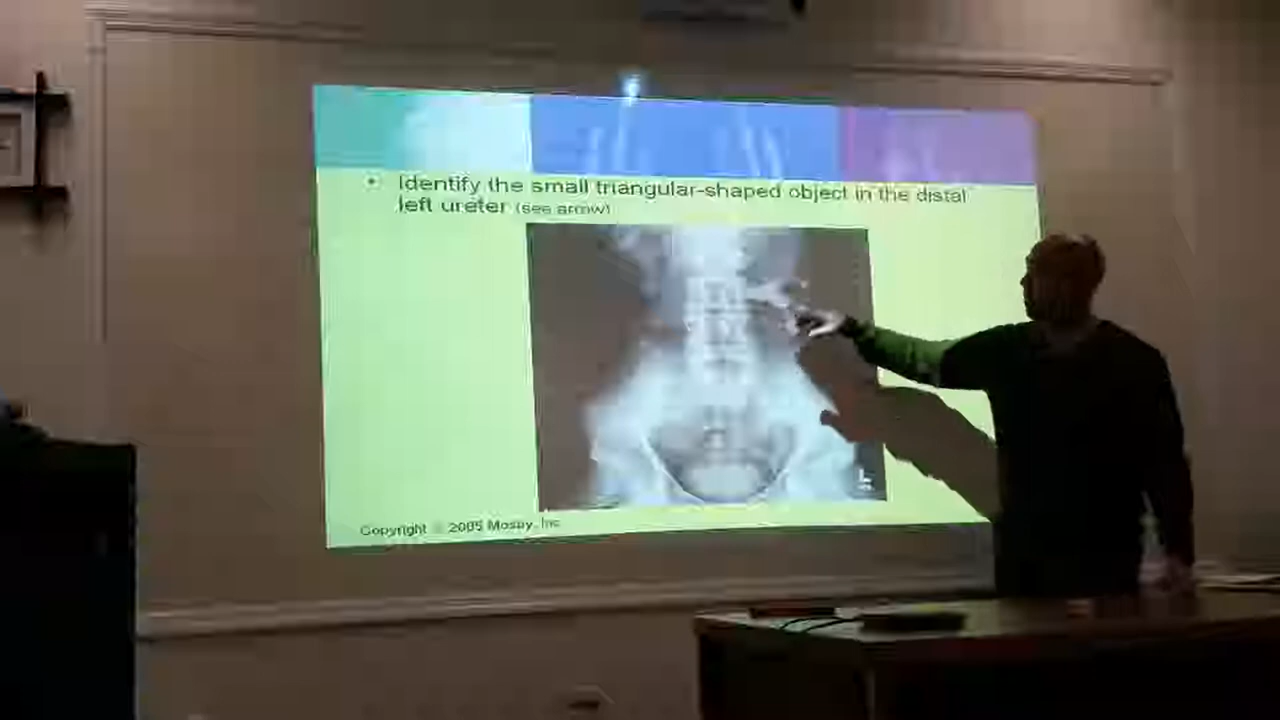 • Identify the small triangular-shaped object in the distal
left ureter (see arrow)
Copyright © 2005 Mosby, Inc